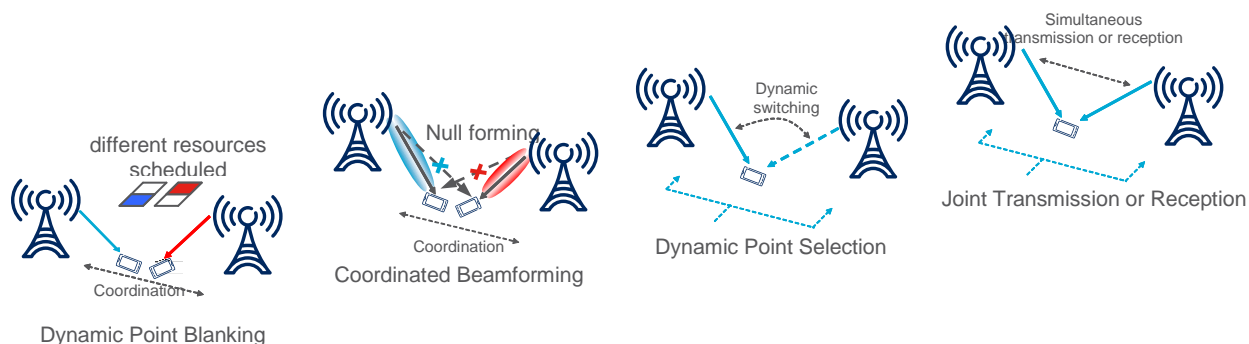 different resources
scheduled
Coordination
Dynamic Point Blanking
Null forming
Coordination
Coordinated Beamforming
Dynamic
switching
Dynamic Point Selection
Simultaneous
transmission or reception
Joint Transmission or Reception